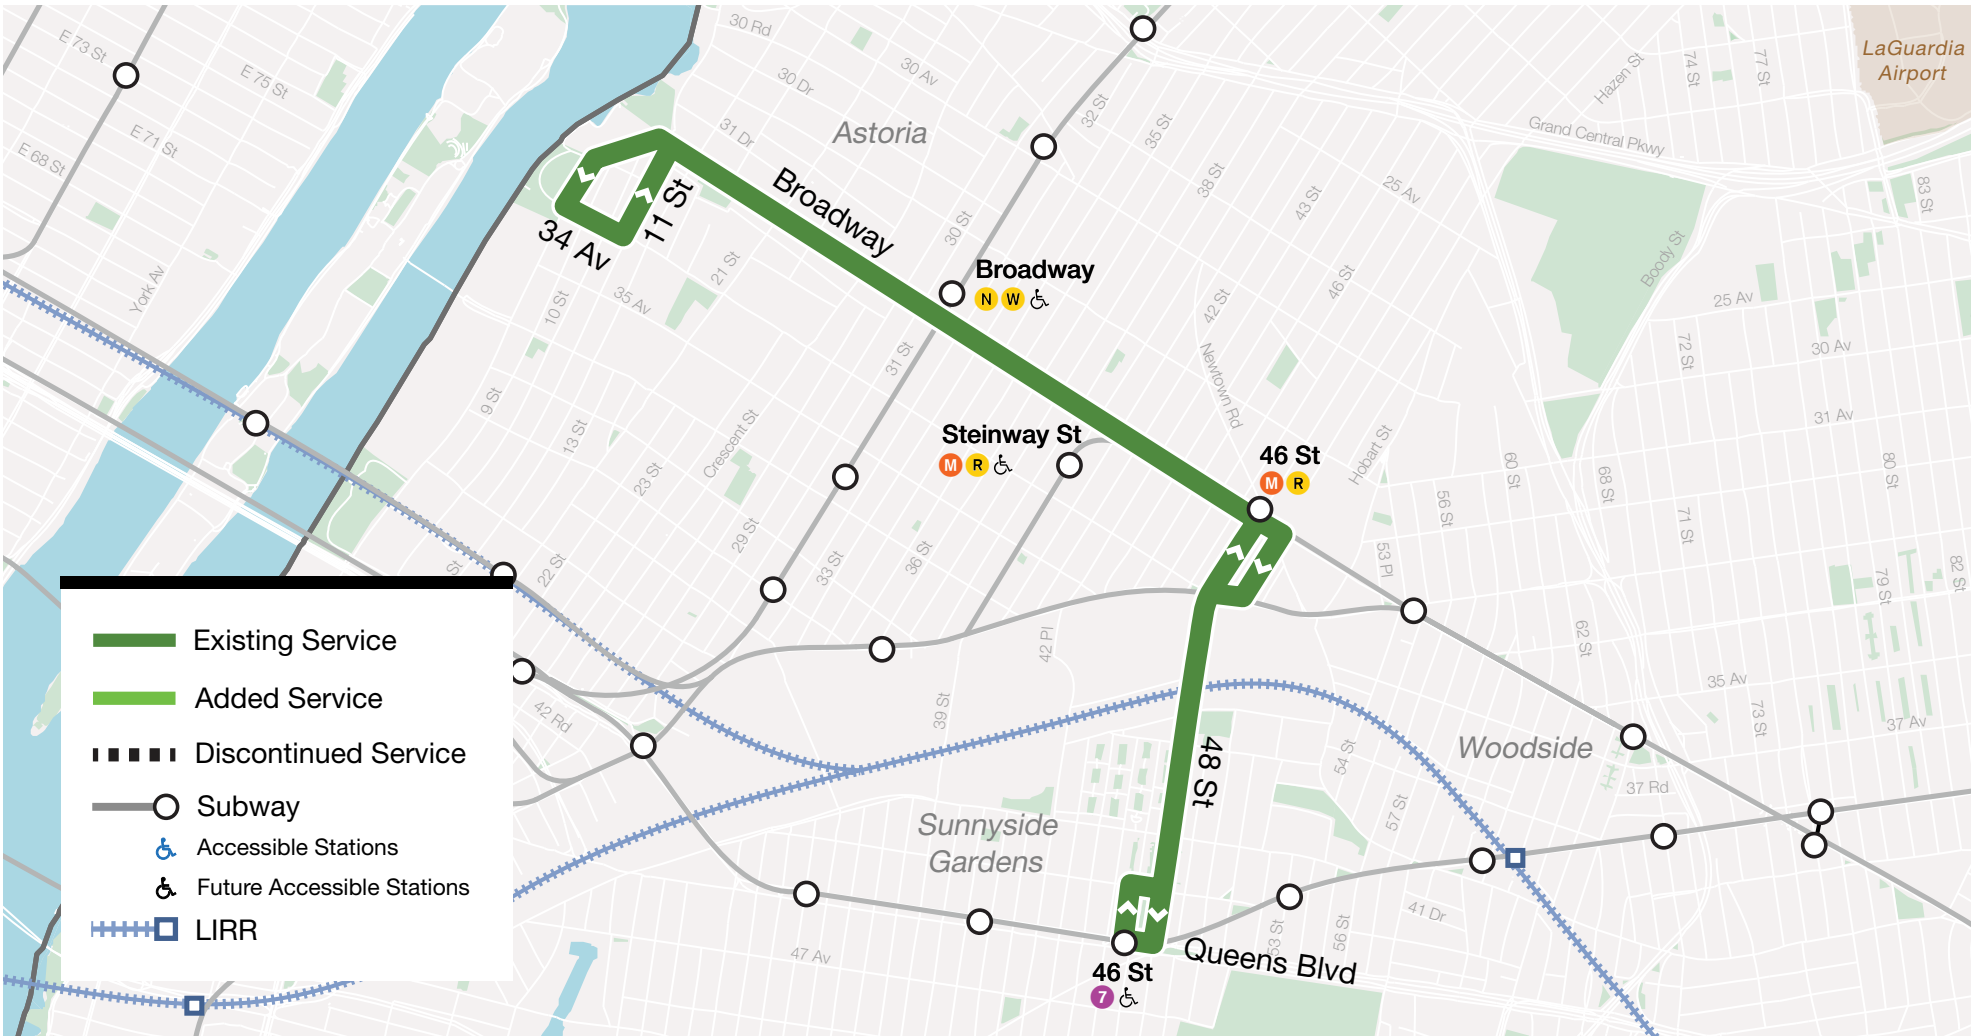 30 Rd
E 73 St
E 75 St
30 Av
30 Dr
Hazen St
74 St
77 St
LaGuardia
Airport
E 71 St
E 68 St
31 Dr
Astoria
32 St
35 St
Grand Central Pkwy
Broadway
11 St
34 Av
38 St
43 St
25 Av
83 St
30 St
21 St
York Av
10 St
35 Av
Broadway
N W
42 St
46 St
Boody St
25 Av
31 St
Newtown Rd
72 St
30 Av
9 St
13 St
Crescent St
23 St
Steinway St
M R
46 St
M R
Hobart St
31 Av
60 St
68 St
80 St
56 St
71 St
29 St
33 St
36 St
53 Pl
St
22 St
79 St
82 St
42 Pl
62 St
Existing Service
Added Service
Discontinued Service
Subway
Accessible Stations
Future Accessible Stations
LIRR
42 Rd
39 St
48 St
54 St
Woodside
35 Av
73 St
37 Av
37 Rd
57 St
Sunnyside
Gardens
41 Dr
53 St
56 St
47 Av
Queens Blvd
46 St
7